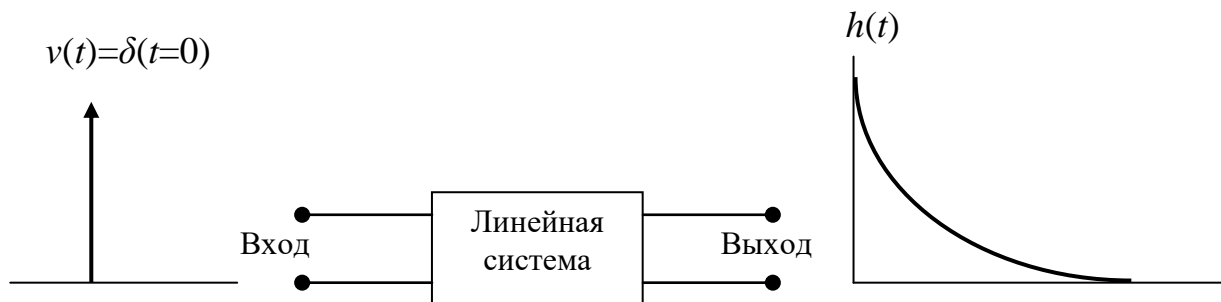 v(t)=δ(t=0)
h(t)
Вход
Линейная
система
Выход